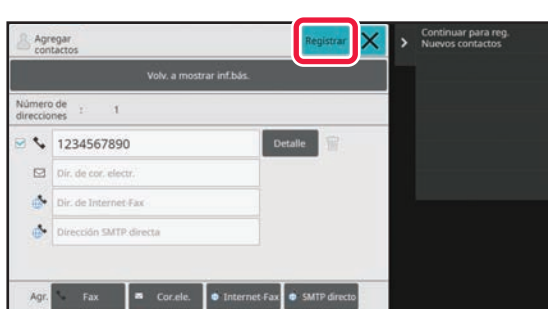 Agregar
contactos
Registrar
Continuar para reg.
Nuevos contactos
Volv. a mostrar inf.bás.
Número de
direcciones : 1
1234567890
Detalle
Dir. de cor. electr.
Dir. de Internet-Fax
Dirección SMTP directa
Agr. Fax Cor.ele. Internet-Fax SMTP directo